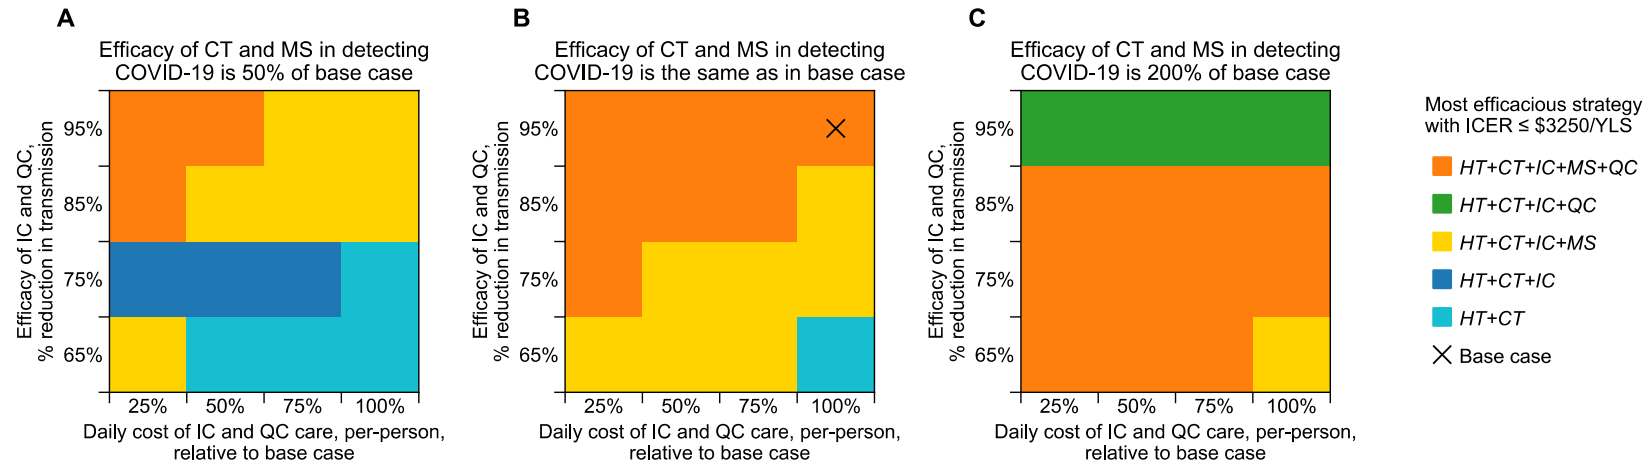 A
Efficacy of CT and MS in detecting
COVID-19 is 50% of base case
Efficacy of IC and QC,
% reduction in transmission
95%
85%
75%
65%
25%
50%
75%
100%
Daily cost of IC and QC care, per-person,
relative to base case
B
Efficacy of CT and MS in detecting
COVID-19 is the same as in base case
Efficacy of IC and QC,
% reduction in transmission
95%
85%
75%
65%
25%
50%
75%
100%
Daily cost of IC and QC care, per-person,
relative to base case
C
Efficacy of CT and MS in detecting
COVID-19 is 200% of base case
Efficacy of IC and QC,
% reduction in transmission
95%
85%
75%
65%
25%
50%
75%
100%
Daily cost of IC and QC care, per-person,
relative to base case
Most efficacious strategy
with ICER ≤ $3250/YLS
HT+CT+IC+MS+QC
HT+CT+IC+QC
HT+CT+IC+MS
HT+CT+IC
HT+CT
Base case